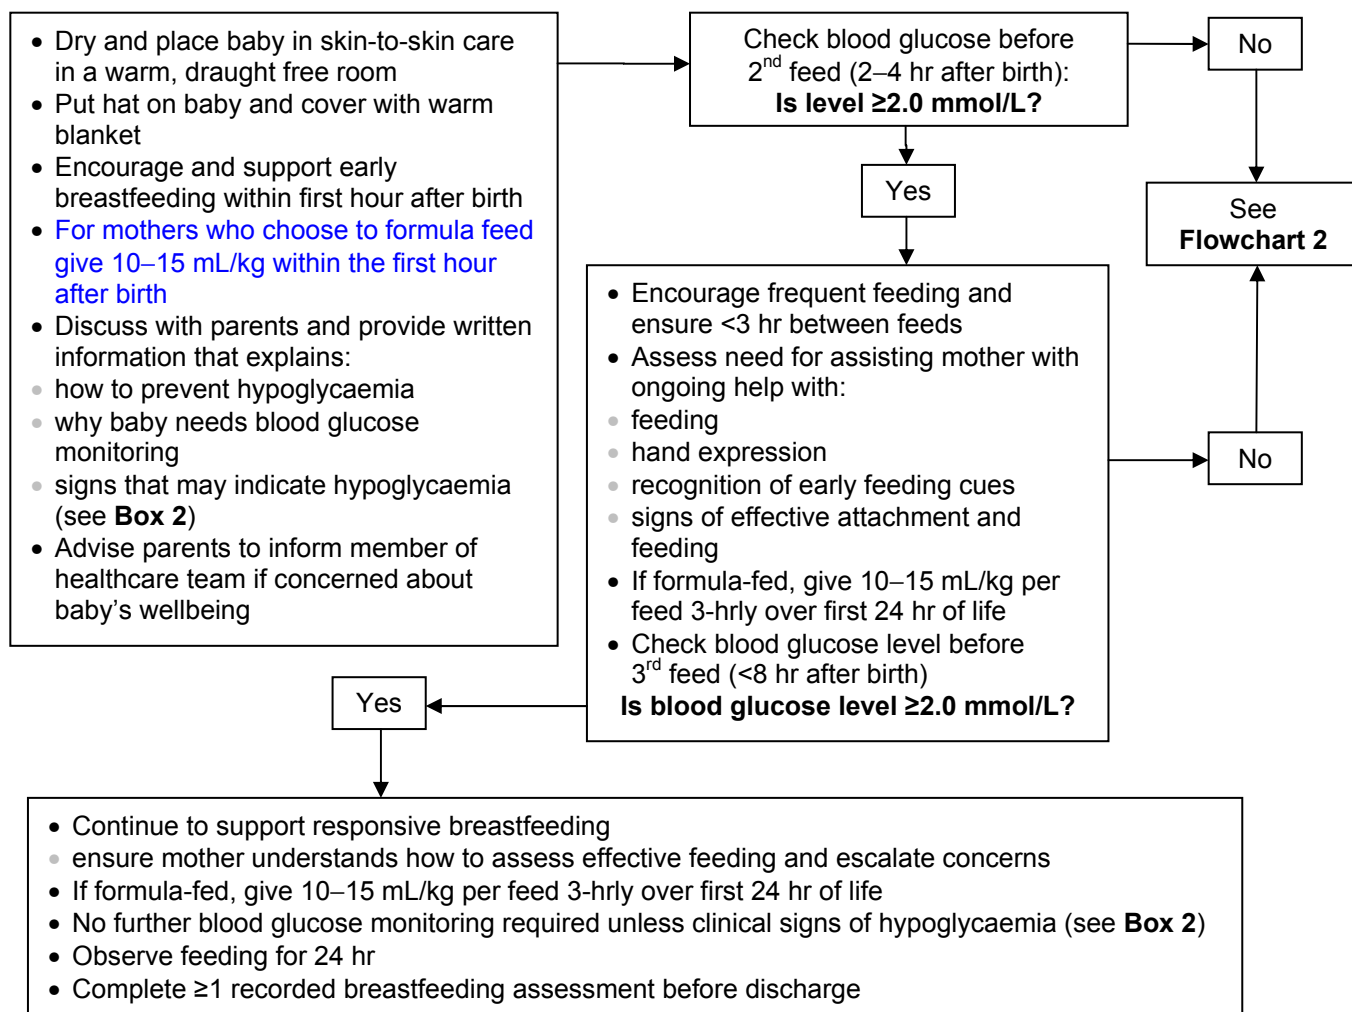 • Dry and place baby in skin-to-skin care
in a warm, draught free room
• Put hat on baby and cover with warm
blanket
• Encourage and support early
breastfeeding within first hour after birth
• For mothers who choose to formula feed
give 10–15 mL/kg within the first hour
after birth
• Discuss with parents and provide written
information that explains:
• how to prevent hypoglycaemia
• why baby needs blood glucose
monitoring
• signs that may indicate hypoglycaemia
(see Box 2)
• Advise parents to inform member of
healthcare team if concerned about
baby's wellbeing
Check blood glucose before
2nd feed (2–4 hr after birth):
Is level ≥2.0 mmol/L?
No
Yes
See
Flowchart 2
• Encourage frequent feeding and
ensure <3 hr between feeds
• Assess need for assisting mother with
ongoing help with:
• feeding
• hand expression
• recognition of early feeding cues
• signs of effective attachment and
feeding
• If formula-fed, give 10–15 mL/kg per
feed 3-hrly over first 24 hr of life
• Check blood glucose level before
3rd feed (<8 hr after birth)
Is blood glucose level ≥2.0 mmol/L?
No
Yes
• Continue to support responsive breastfeeding
• ensure mother understands how to assess effective feeding and escalate concerns
• If formula-fed, give 10–15 mL/kg per feed 3-hrly over first 24 hr of life
• No further blood glucose monitoring required unless clinical signs of hypoglycaemia (see Box 2)
• Observe feeding for 24 hr
• Complete ≥1 recorded breastfeeding assessment before discharge